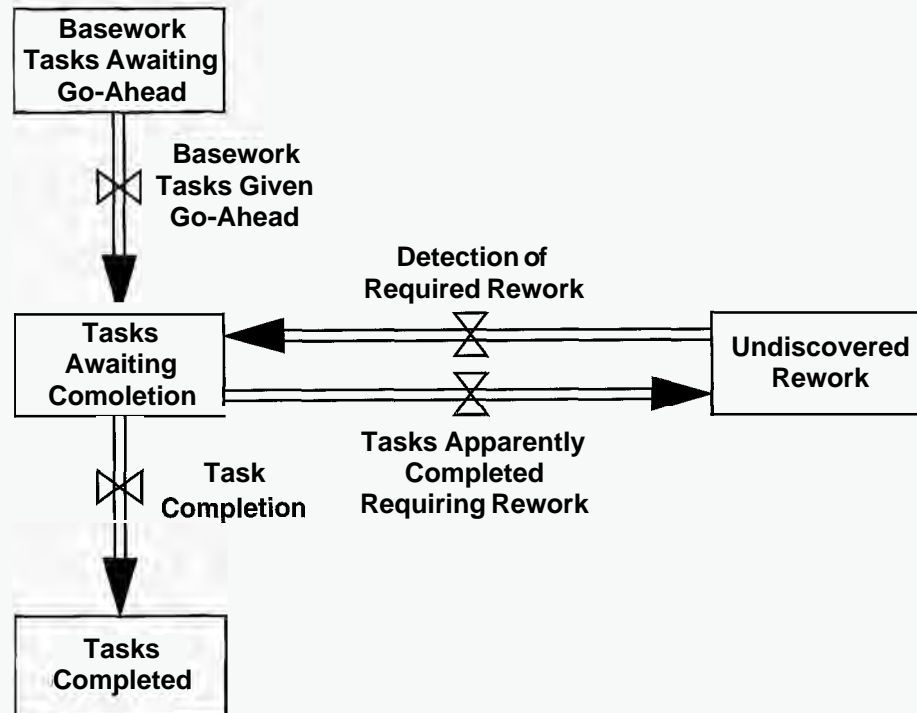 Basework
Tasks Awaiting
Go-Ahead
Basework
Tasks Given
Go-Ahead
Detection of
Required Rework
Tasks
Awaiting
Comoletion
Undiscovered
Rework
Tasks Apparently
Completed
Requiring Rework
Task
Completion
Tasks
Completed